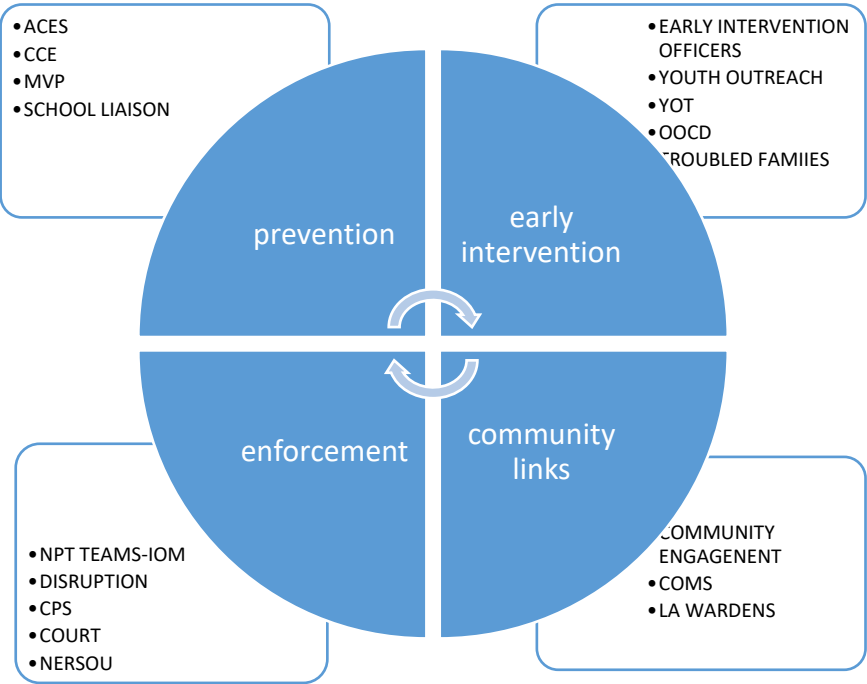 •ACES
•CCE
•MVP
•SCHOOL LIAISON
•EARLY INTERVENTION
OFFICERS
•YOUTH OUTREACH
•YOT
•OOCD
TROUBLED FAMIIES
prevention
early
intervention
enforcement
community
links
•NPT TEAMS-IOM
•DISRUPTION
•CPS
•COURT
•NERSOU
COMMUNITY
ENGAGENENT
•COMS
•LA WARDENS